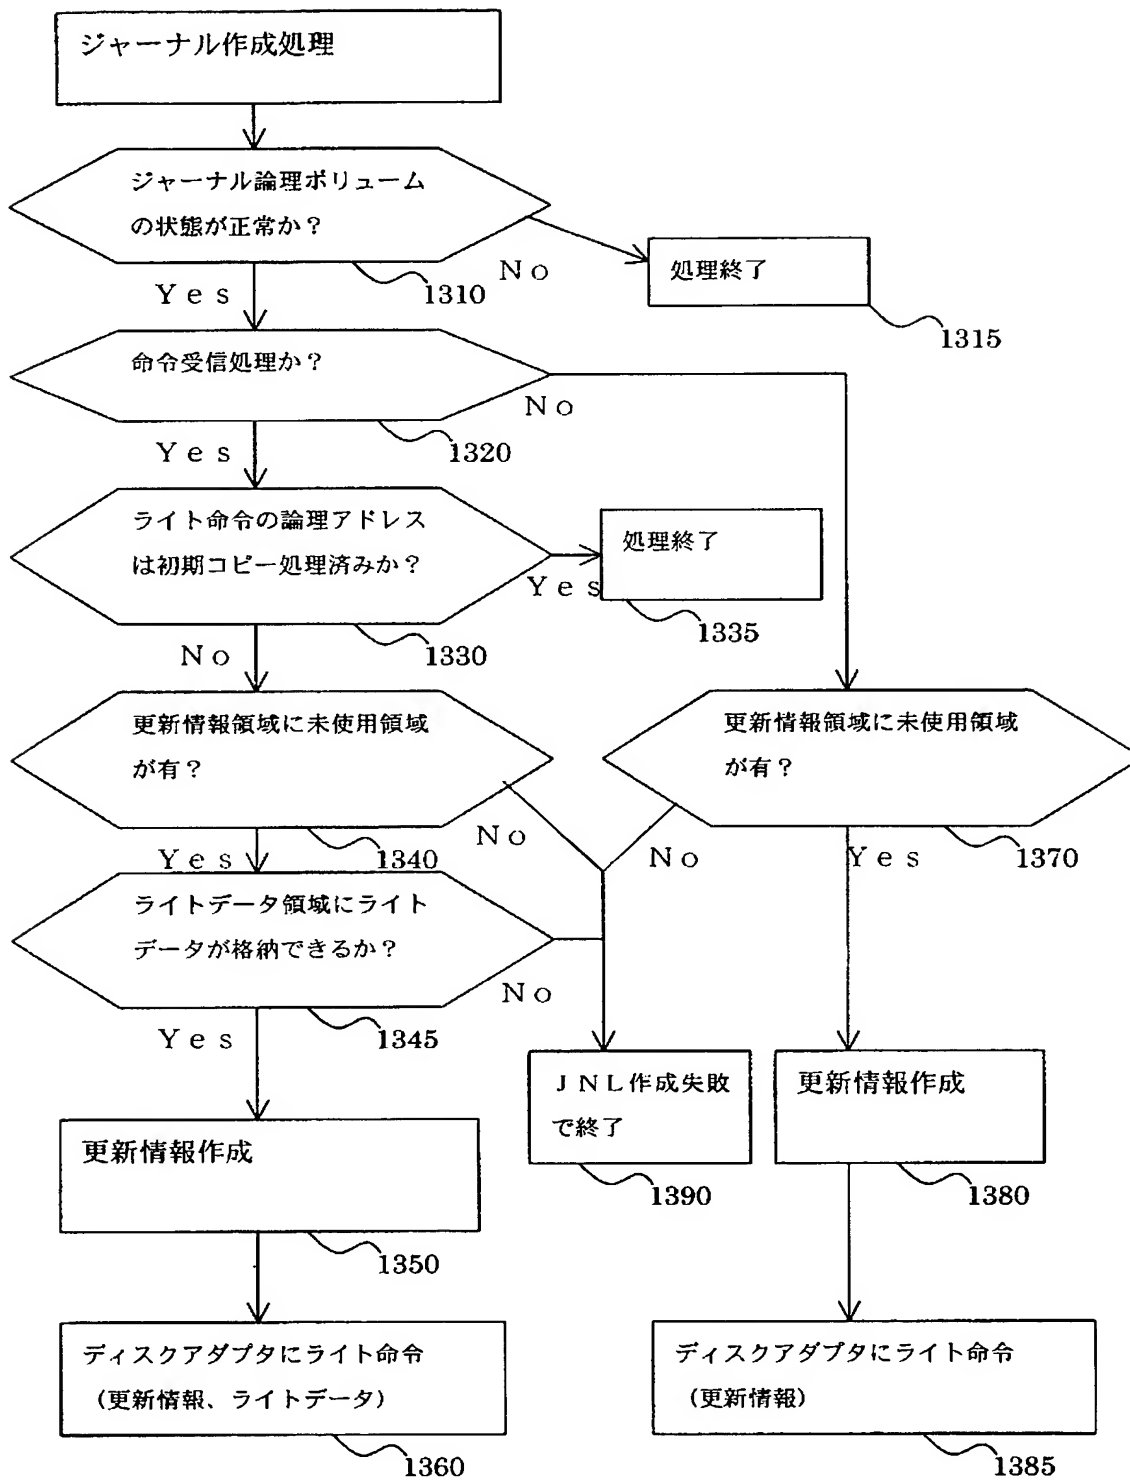 ジャーナル作成処理
ジャーナル論理ボリューム
の状態が正常か？
No
処理終了
Yes
1310
1315
命令受信処理か？
No
Yes
1320
ライト命令の論理アドレス
は初期コピー処理済みか？
処理終了
Yes
1335
No
1330
更新情報領域に未使用領域
が有？
更新情報領域に未使用領域
が有？
No
No
Yes
1340
Yes
1370
ライトデータ領域にライト
データが格納できるか？
No
Yes
1345
JNL作成失敗
で終了
更新情報作成
更新情報作成
1390
1380
1350
ディスクアダプタにライト命令
（更新情報、ライトデータ）
ディスクアダプタにライト命令
（更新情報）
1360
1385